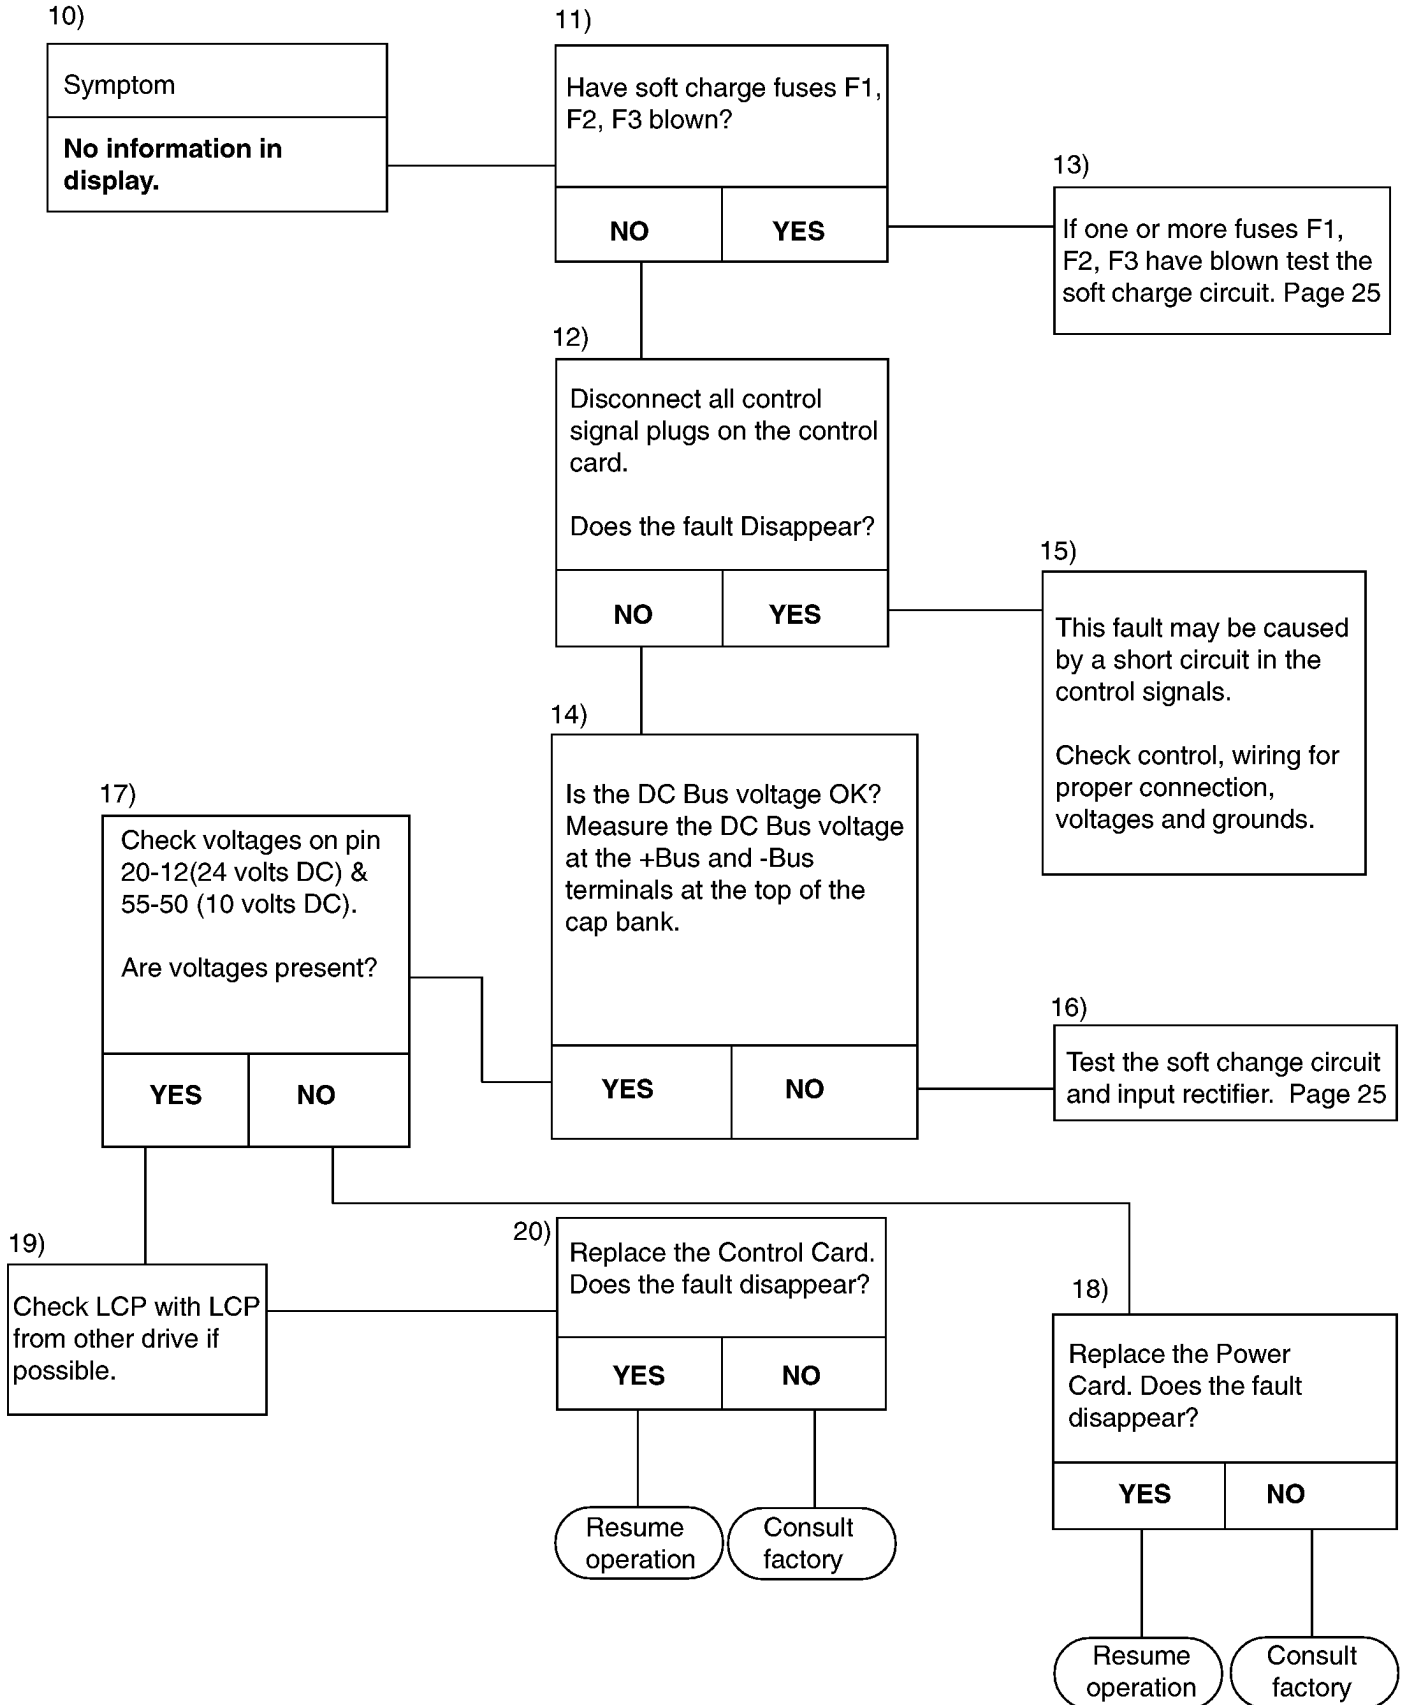 10)
Symptom
No information in
display.
11)
Have soft charge fuses F1,
F2, F3 blown?
NO
YES
13)
If one or more fuses F1,
F2, F3 have blown test the
soft charge circuit. Page 25
12)
Disconnect all control
signal plugs on the control
card.
Does the fault Disappear?
NO
YES
15)
This fault may be caused
by a short circuit in the
control signals.
Check control, wiring for
proper connection,
voltages and grounds.
14)
Is the DC Bus voltage OK?
Measure the DC Bus voltage
at the +Bus and -Bus
terminals at the top of the
cap bank.
YES
NO
16)
Test the soft change circuit
and input rectifier.  Page 25
17)
Check voltages on pin
20-12(24 volts DC) &
55-50 (10 volts DC).
Are voltages present?
YES
NO
19)
Check LCP with LCP
from other drive if
possible.
20)
Replace the Control Card.
Does the fault disappear?
YES
NO
Resume
operation
Consult
factory
18)
Replace the Power
Card. Does the fault
disappear?
YES
NO
Resume
operation
Consult
factory